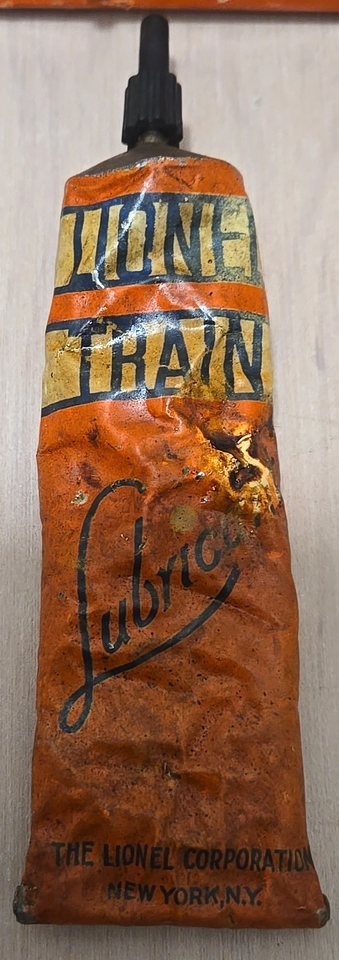 LIONEL
TRAIN
Lubrica
THE LIONEL CORPORATION
NEW YORK, N.Y.